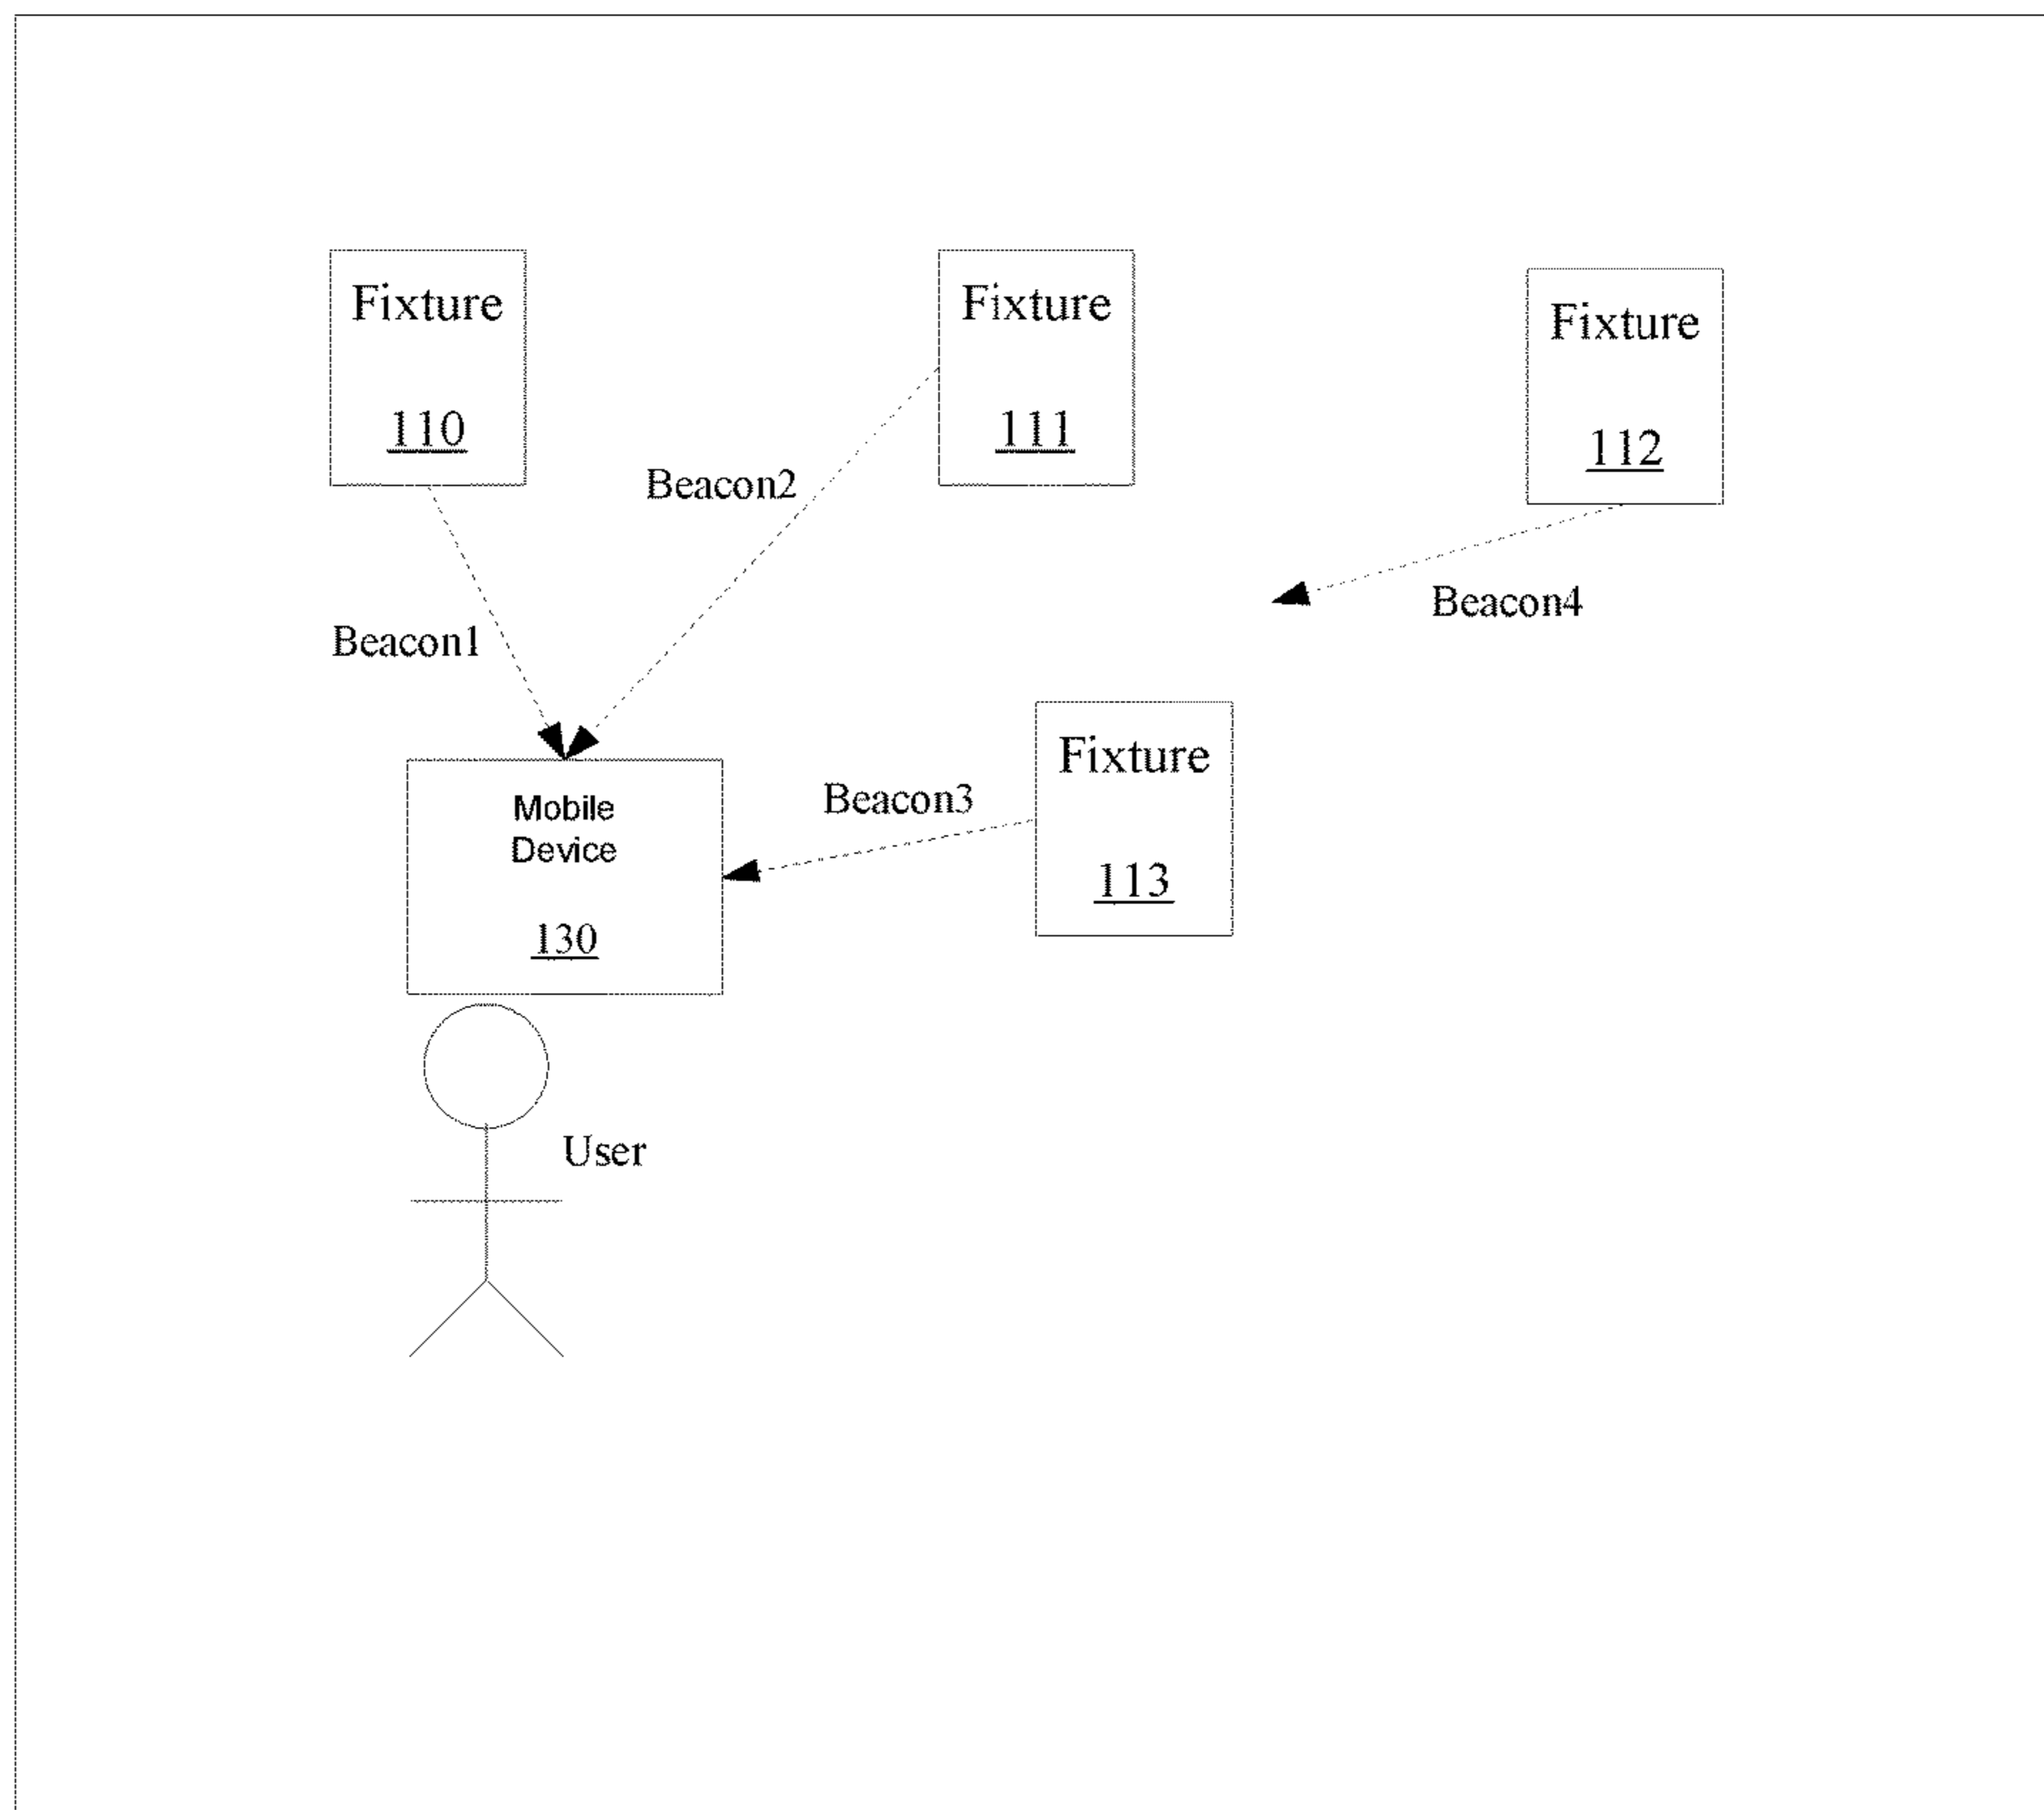 Fixture
110
Fixture
111
Fixture
112
Beacon2
Beacon4
Beacon1
Fixture
113
Beacon3
Mobile
Device
130
User